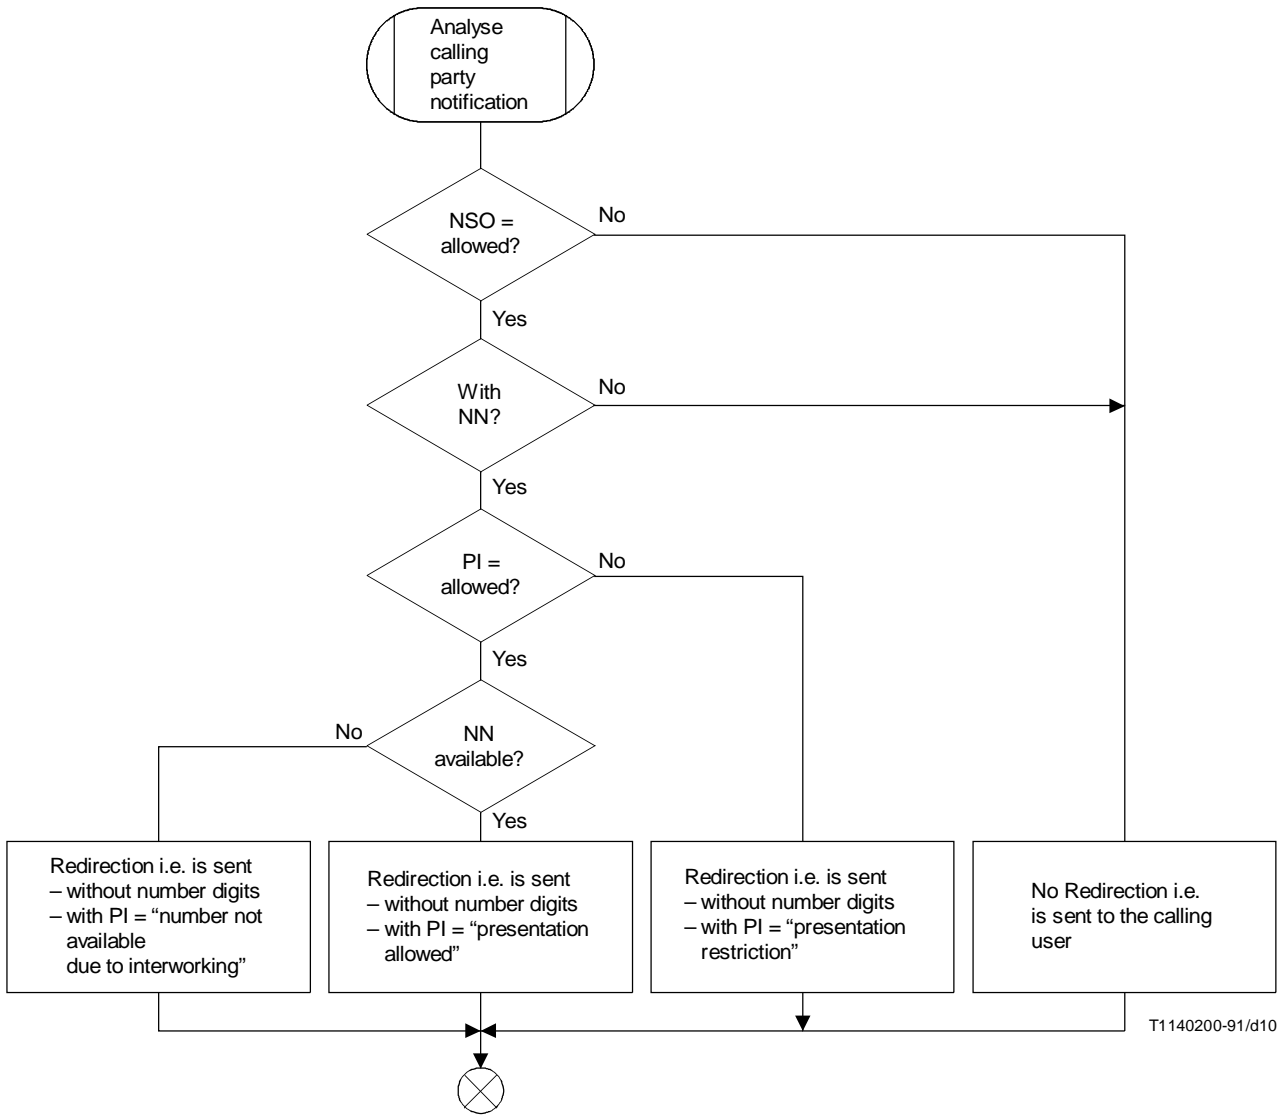 Analyse
calling
party
notification
NSO =
allowed?
No
Yes
With
NN?
No
Yes
PI =
allowed?
No
Yes
NN
available?
No
Yes
Redirection i.e. is sent
– without number digits
– with PI = “number not
available
due to interworking”
Redirection i.e. is sent
– without number digits
– with PI = “presentation
allowed”
Redirection i.e. is sent
– without number digits
– with PI = “presentation
restriction”
No Redirection i.e.
is sent to the calling
user
T1140200-91/d10